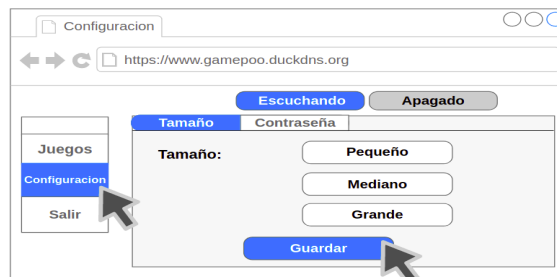 Configuracion
https://www.gamepoo.duckdns.org
Escuchando Apagado
Tamaño Contraseña
Juegos
Configuracion
Salir
Tamaño:
Pequeño
Mediano
Grande
Guardar